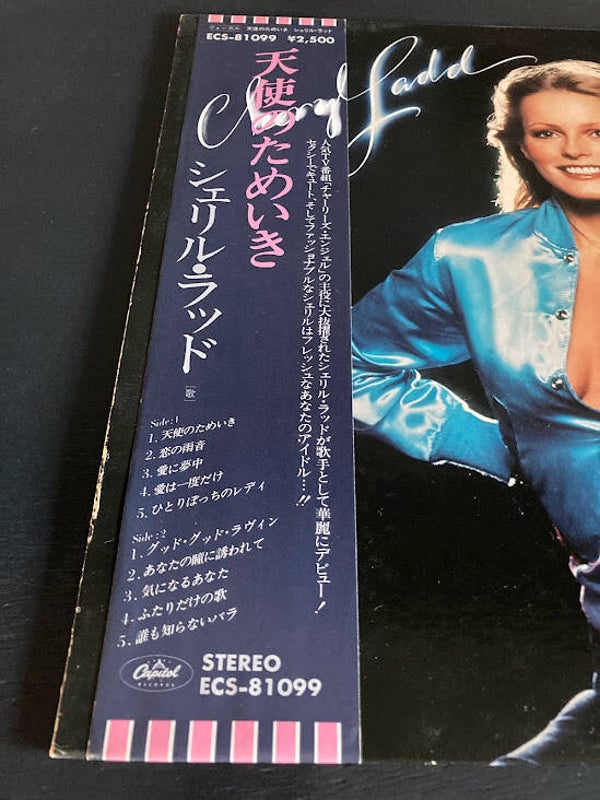 ヴォーカル 天使のためいき シェリル・ラッド
ECS-81099 ¥2,500
天使のためいき
Cheryl Ladd
シェリル・ラッド
[歌]
人気TV番組「チャーリーズ・エンジェル」の主役に大抜擢されたシェリル・ラッドが歌手として華麗にデビュー!
セクシーでキュート、そしてファッショナブルなシェリルはフレッシュなあなたのアイドル…!!
Side:1
1. 天使のためいき
2. 恋の雨音
3. 愛に夢中
4. 愛は一度だけ
5. ひとりぼっちのレディ
Side:2
1. グッド・グッド・ラヴィン
2. あなたの瞳に誘われて
3. 気になるあなた
4. ふたりだけの歌
5. 誰も知らないバラ
Capitol
RECORDS
STEREO
ECS-81099